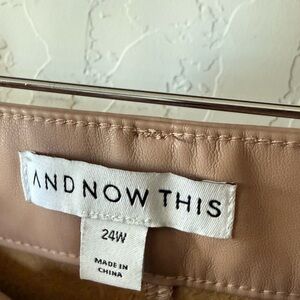 AND NOW THIS
24W
MADE IN
CHINA